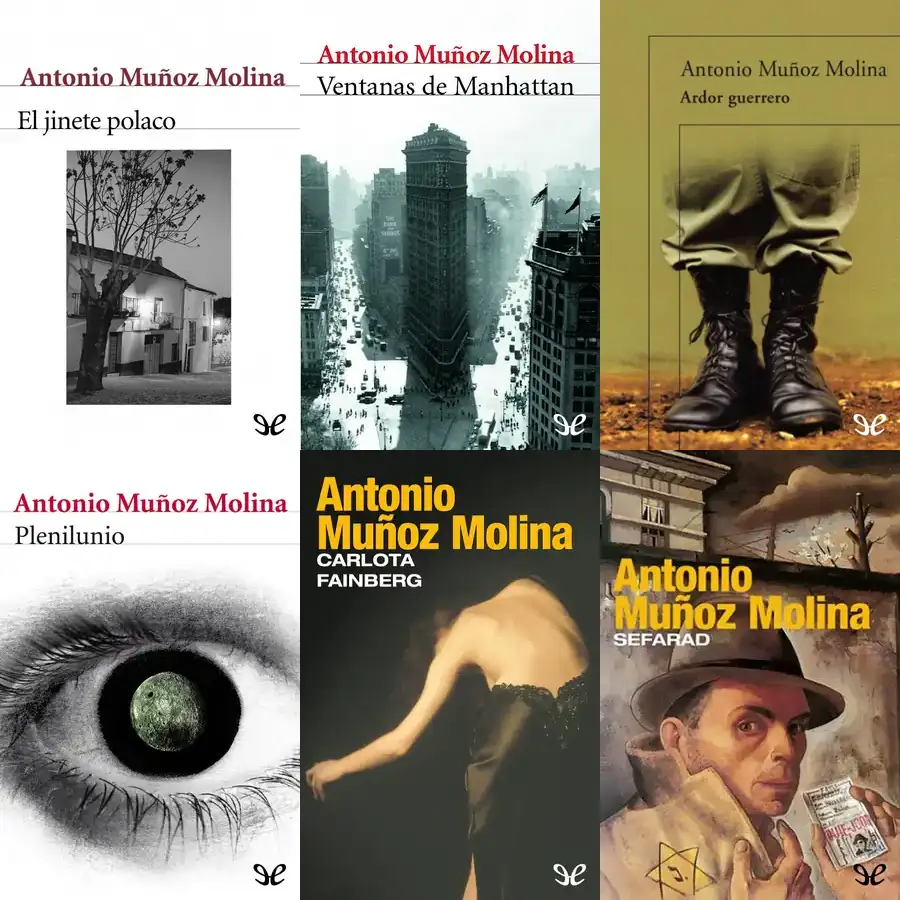 Antonio Muñoz Molina
El jinete polaco
Antonio Muñoz Molina
Ventanas de Manhattan
Antonio Muñoz Molina
Ardor guerrero
Antonio Muñoz Molina
Plenilunio
Antonio
Muñoz Molina
CARLOTA
FAINBERG
Antonio
Muñoz Molina
SEFARAD